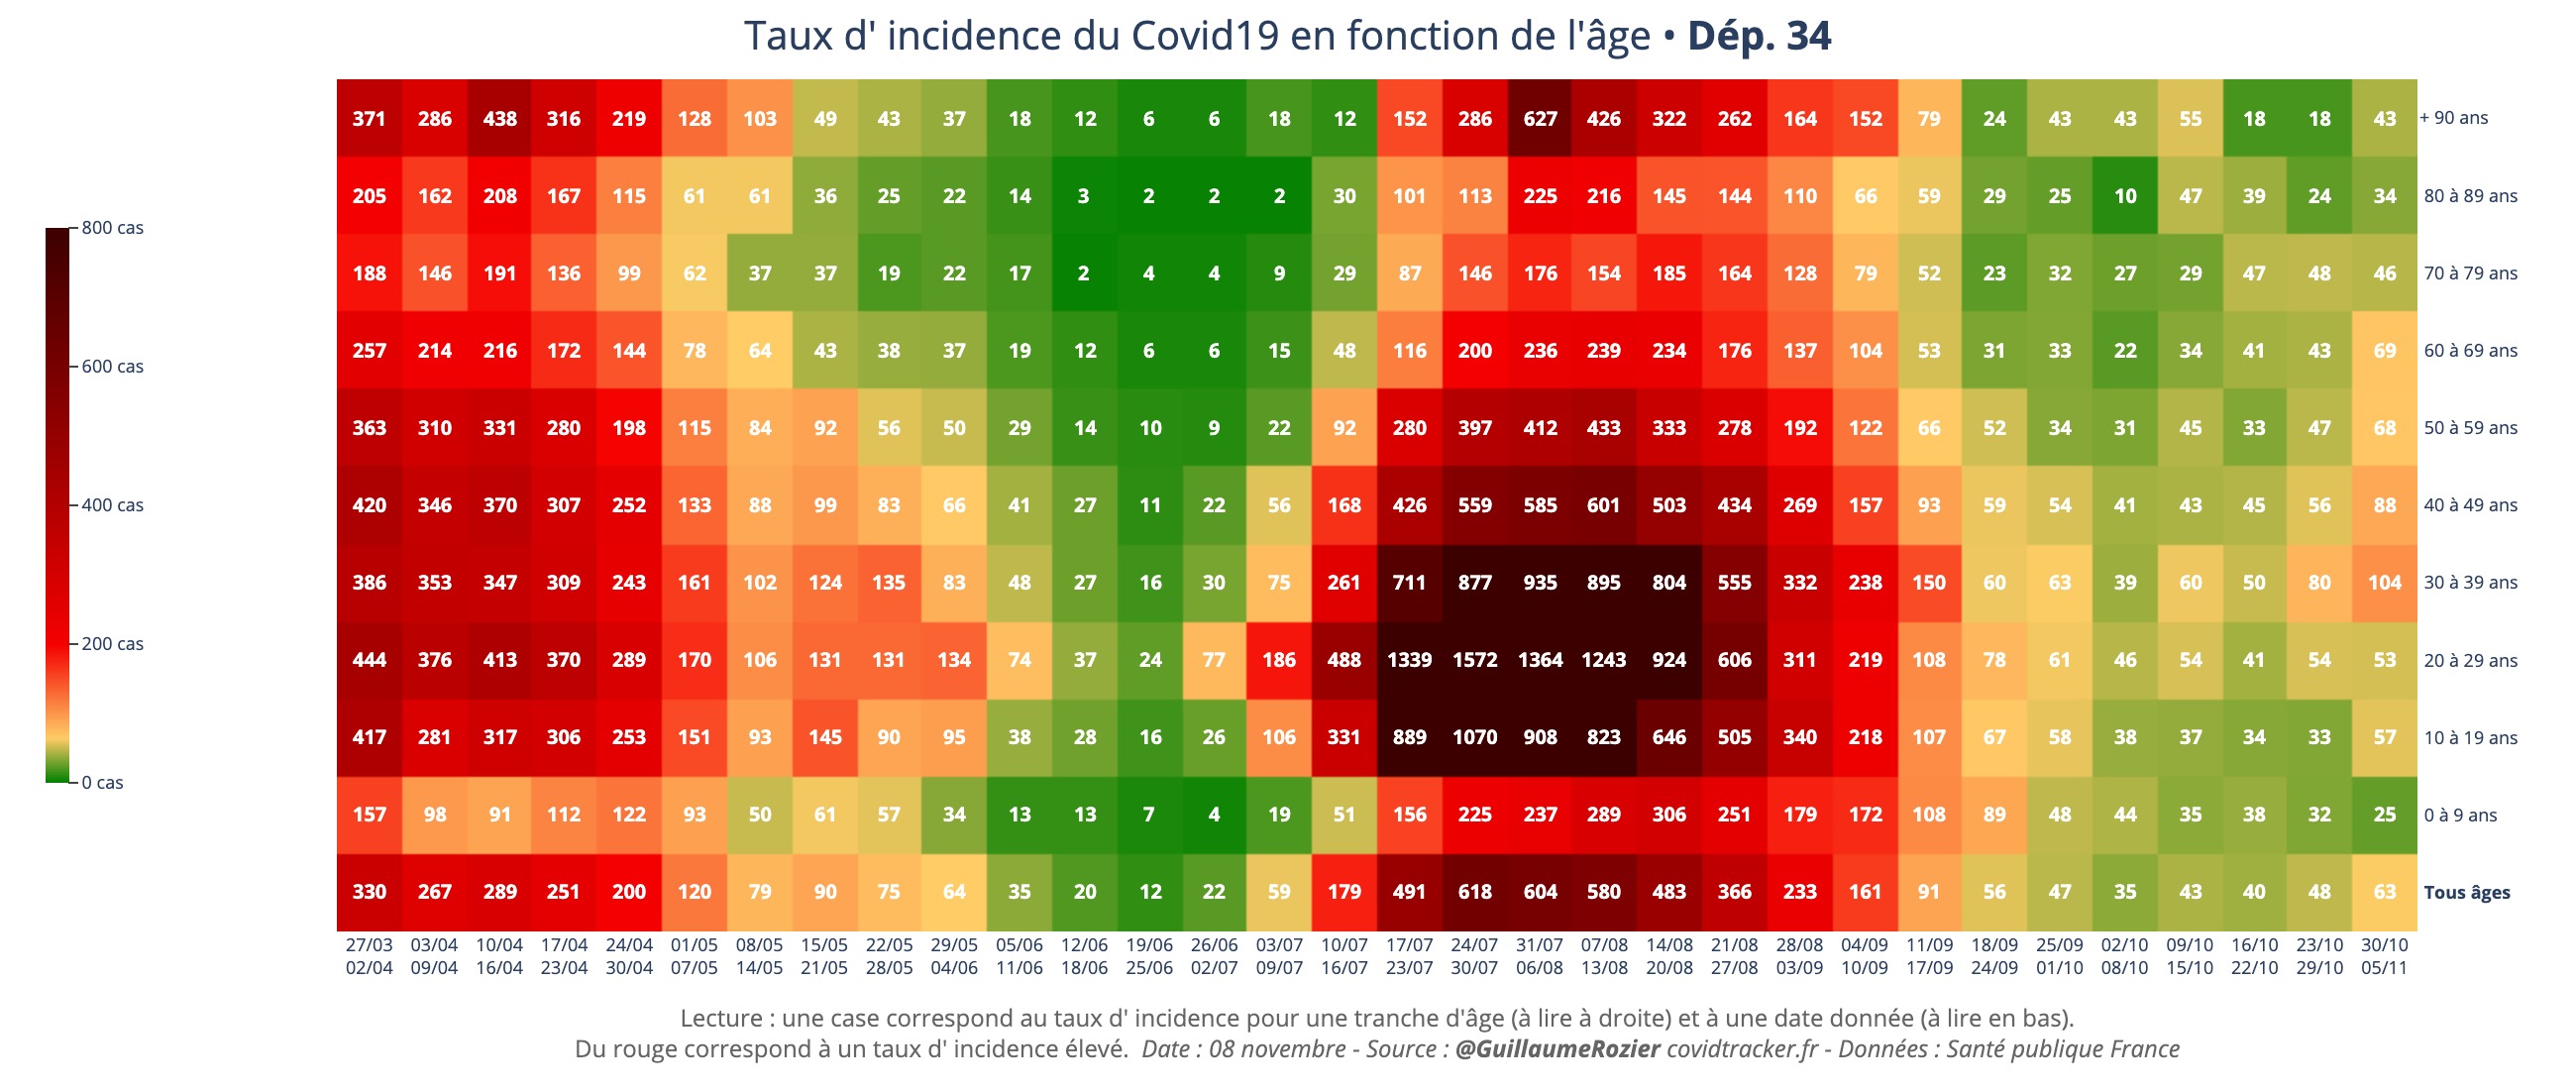 Taux d' incidence du Covid19 en fonction de l'âge • Dép. 34
800 cas
600 cas
400 cas
200 cas
0 cas
371 286 438 316 219 128 103 49 43 37 18 12 6 6 18 12 152 286 627 426 322 262 164 152 79 24 43 43 55 18 18 43 + 90 ans
205 162 208 167 115 61 61 36 25 22 14 3 2 2 2 30 101 113 225 216 145 144 110 66 59 29 25 10 47 39 24 34 80 à 89 ans
188 146 191 136 99 62 37 37 19 22 17 2 4 4 9 29 87 146 176 154 185 164 128 79 52 23 32 27 29 47 48 46 70 à 79 ans
257 214 216 172 144 78 64 43 38 37 19 12 6 6 15 48 116 200 236 239 234 176 137 104 53 31 33 22 34 41 43 69 60 à 69 ans
363 310 331 280 198 115 84 92 56 50 29 14 10 9 22 92 280 397 412 433 333 278 192 122 66 52 34 31 45 33 47 68 50 à 59 ans
420 346 370 307 252 133 88 99 83 66 41 27 11 22 56 168 426 559 585 601 503 434 269 157 93 59 54 41 43 45 56 88 40 à 49 ans
386 353 347 309 243 161 102 124 135 83 48 27 16 30 75 261 711 877 935 895 804 555 332 238 150 60 63 39 60 50 80 104 30 à 39 ans
444 376 413 370 289 170 106 131 131 134 74 37 24 77 186 488 1339 1572 1364 1243 924 606 311 219 108 78 61 46 54 41 54 53 20 à 29 ans
417 281 317 306 253 151 93 145 90 95 38 28 16 26 106 331 889 1070 908 823 646 505 340 218 107 67 58 38 37 34 33 57 10 à 19 ans
157 98 91 112 122 93 50 61 57 34 13 13 7 4 19 51 156 225 237 289 306 251 179 172 108 89 48 44 35 38 32 25 0 à 9 ans
330 267 289 251 200 120 79 90 75 64 35 20 12 22 59 179 491 618 604 580 483 366 233 161 91 56 47 35 43 40 48 63 Tous âges
27/03 03/04 10/04 17/04 24/04 01/05 08/05 15/05 22/05 29/05 05/06 12/06 19/06 26/06 03/07 10/07 17/07 24/07 31/07 07/08 14/08 21/08 28/08 04/09 11/09 18/09 25/09 02/10 09/10 16/10 23/10 30/10
02/04 09/04 16/04 23/04 30/04 07/05 14/05 21/05 28/05 04/06 11/06 18/06 25/06 02/07 09/07 16/07 23/07 30/07 06/08 13/08 20/08 27/08 03/09 10/09 17/09 24/09 01/10 08/10 15/10 22/10 29/10 05/11
Lecture : une case correspond au taux d' incidence pour une tranche d'âge (à lire à droite) et à une date donnée (à lire en bas).
Du rouge correspond à un taux d' incidence élevé. Date : 08 novembre - Source : @GuillaumeRozier covidtracker.fr - Données : Santé publique France